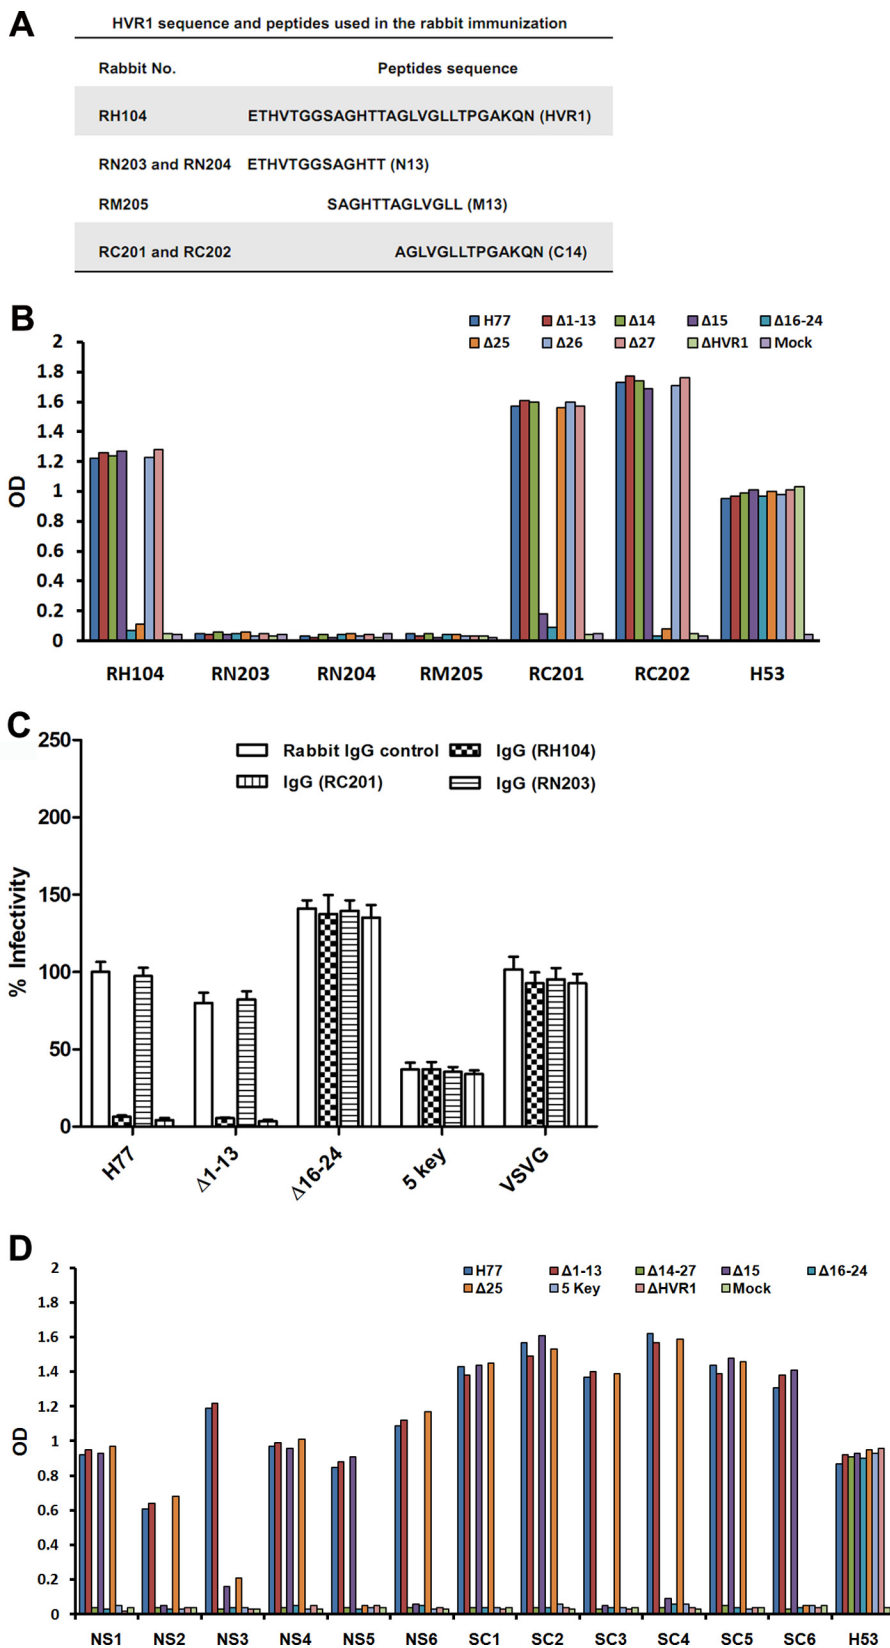 A
HVR1 sequence and peptides used in the rabbit immunization
Rabbit No. Peptides sequence
RH104 ETHVTGGSAGHTTAGLVGLLTPGAKQN (HVR1)
RN203 and RN204 ETHVTGGSAGHTT (N13)
RM205 SAGHTTAGLVGLL (M13)
RC201 and RC202 AGLVGLLTPGAKQN (C14)
B
H77 Δ1-13 Δ14 Δ15 Δ16-24
Δ25 Δ26 Δ27 ΔHVR1 Mock
OD
2
1.8
1.6
1.4
1.2
1
0.8
0.6
0.4
0.2
0
RH104 RN203 RN204 RM205 RC201 RC202 H53
C
Rabbit IgG control IgG (RH104)
IgG (RC201) IgG (RN203)
% Infectivity
250
200
150
100
50
0
H77 Δ1-13 Δ16-24 5 key VSVG
D
H77 Δ1-13 Δ14-27 Δ15 Δ16-24
Δ25 5 Key ΔHVR1 Mock
OD
2
1.8
1.6
1.4
1.2
1
0.8
0.6
0.4
0.2
0
NS1 NS2 NS3 NS4 NS5 NS6 SC1 SC2 SC3 SC4 SC5 SC6 H53